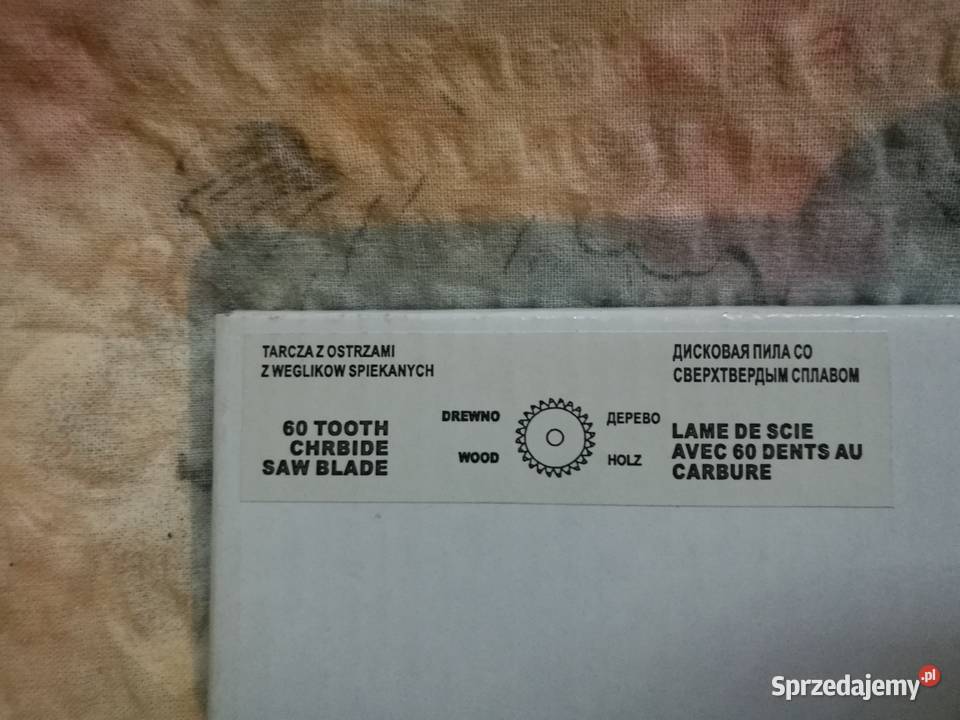 TARCZA Z OSTRZAMI
Z WEGLIKOW SPIEKANYCH
60 TOOTH
CHRBIDE
SAW BLADE
DREWNO
WOOD
ДЕРЕВО
HOLZ
ДИСКОВАЯ ПИЛА СО
СВЕРХТВЕРДЫМ СПЛАВОМ
LAME DE SCIE
AVEC 60 DENTS AU
CARBURE
Sprzedajemy.pl